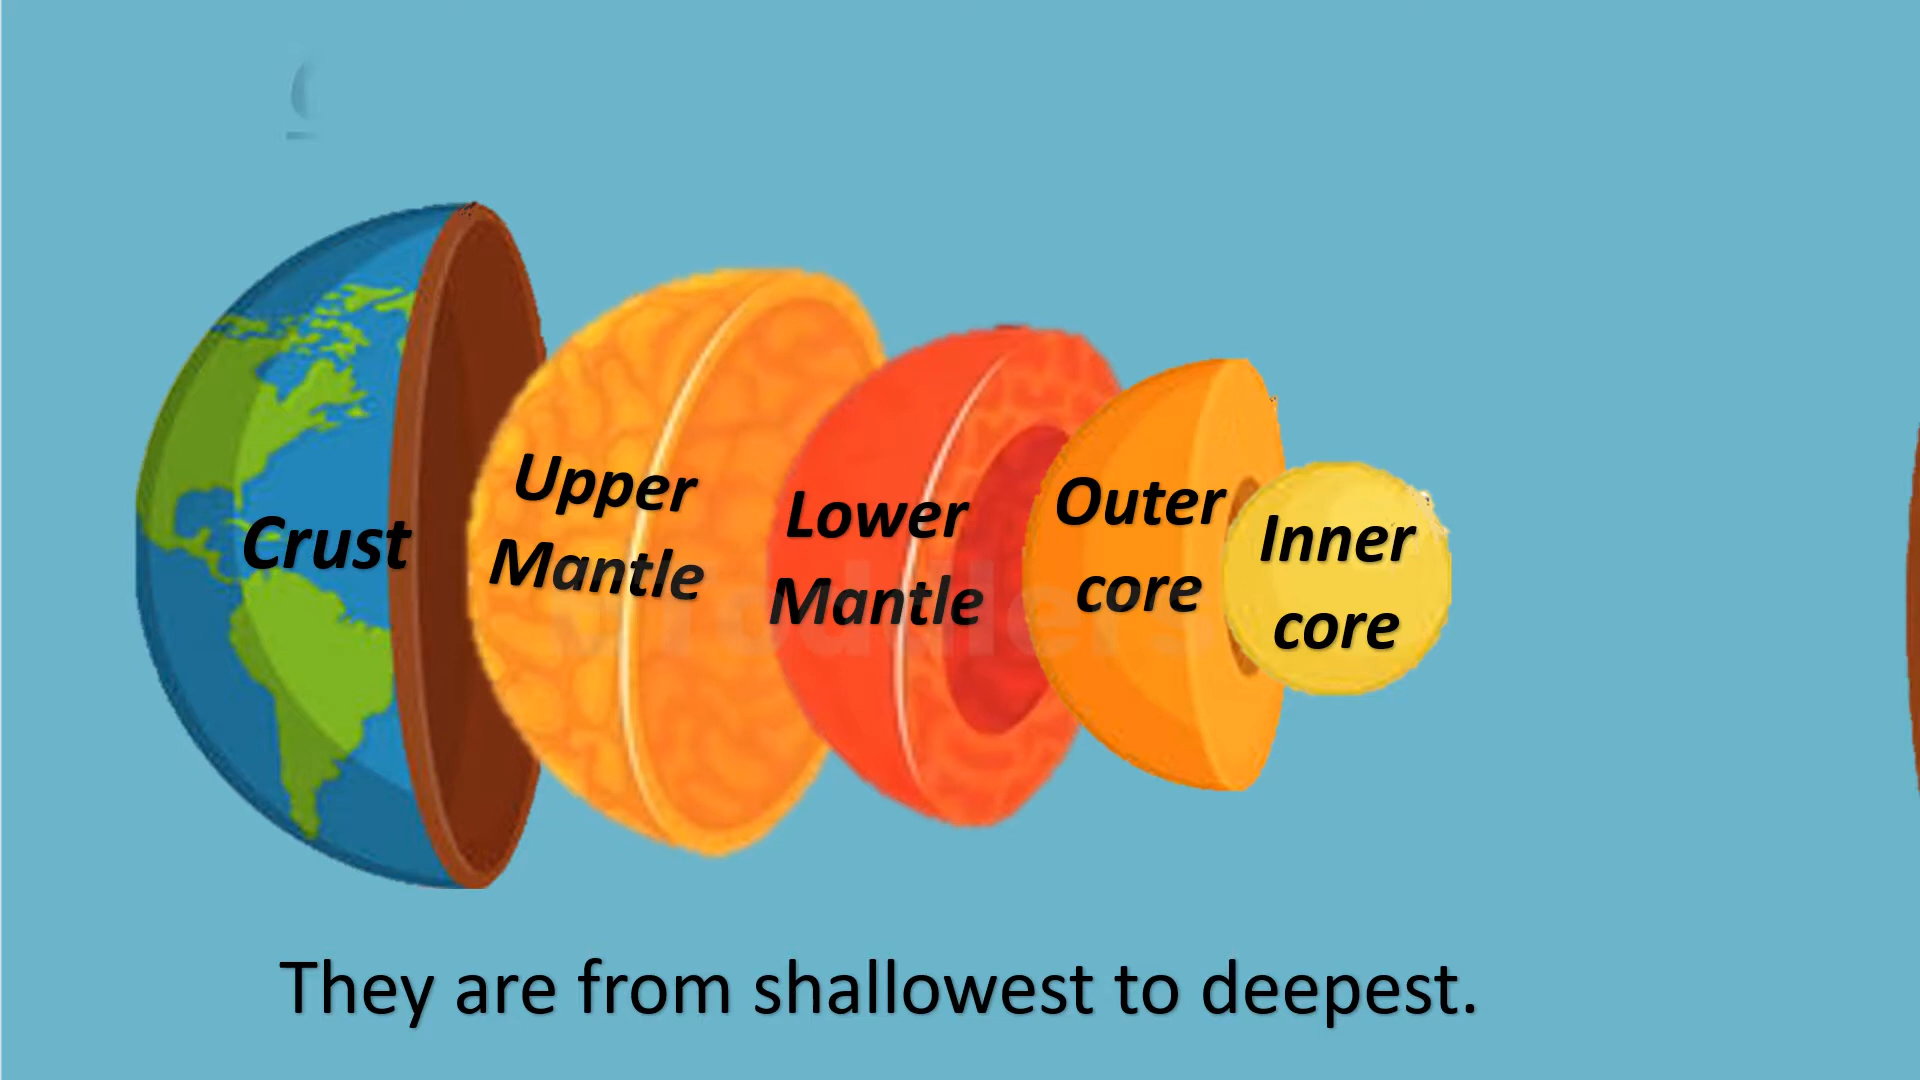 Crust
Upper
Mantle
Lower
Mantle
Outer
core
Inner
core
They are from shallowest to deepest.